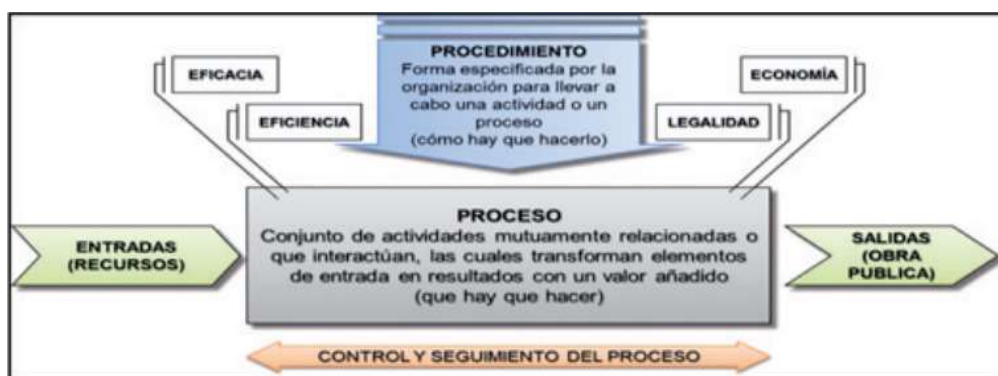 PROCEDIMIENTO
Forma especificada por la
organización para llevar a
cabo una actividad o un
proceso
(cómo hay que hacerlo)
EFICACIA
EFICIENCIA
ECONOMÍA
LEGALIDAD
ENTRADAS
(RECURSOS)
PROCESO
Conjunto de actividades mutuamente relacionadas o
que interactúan, las cuales transforman elementos
de entrada en resultados con un valor añadido
(que hay que hacer)
SALIDAS
(OBRA
PUBLICA)
CONTROL Y SEGUIMIENTO DEL PROCESO